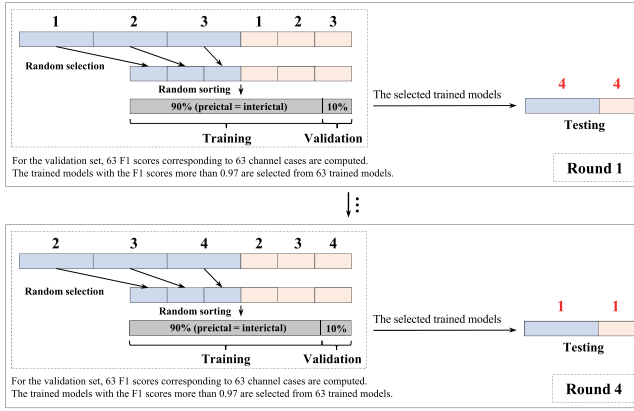 1 2 3 1 2 3
Random selection
Random sorting
90% (preictal = interictal) 10%
Training Validation
For the validation set, 63 F1 scores corresponding to 63 channel cases are computed.
The trained models with the F1 scores more than 0.97 are selected from 63 trained models.
The selected trained models
4 4
Testing
Round 1
2 3 4 2 3 4
Random selection
Random sorting
90% (preictal = interictal) 10%
Training Validation
For the validation set, 63 F1 scores corresponding to 63 channel cases are computed.
The trained models with the F1 scores more than 0.97 are selected from 63 trained models.
The selected trained models
1 1
Testing
Round 4